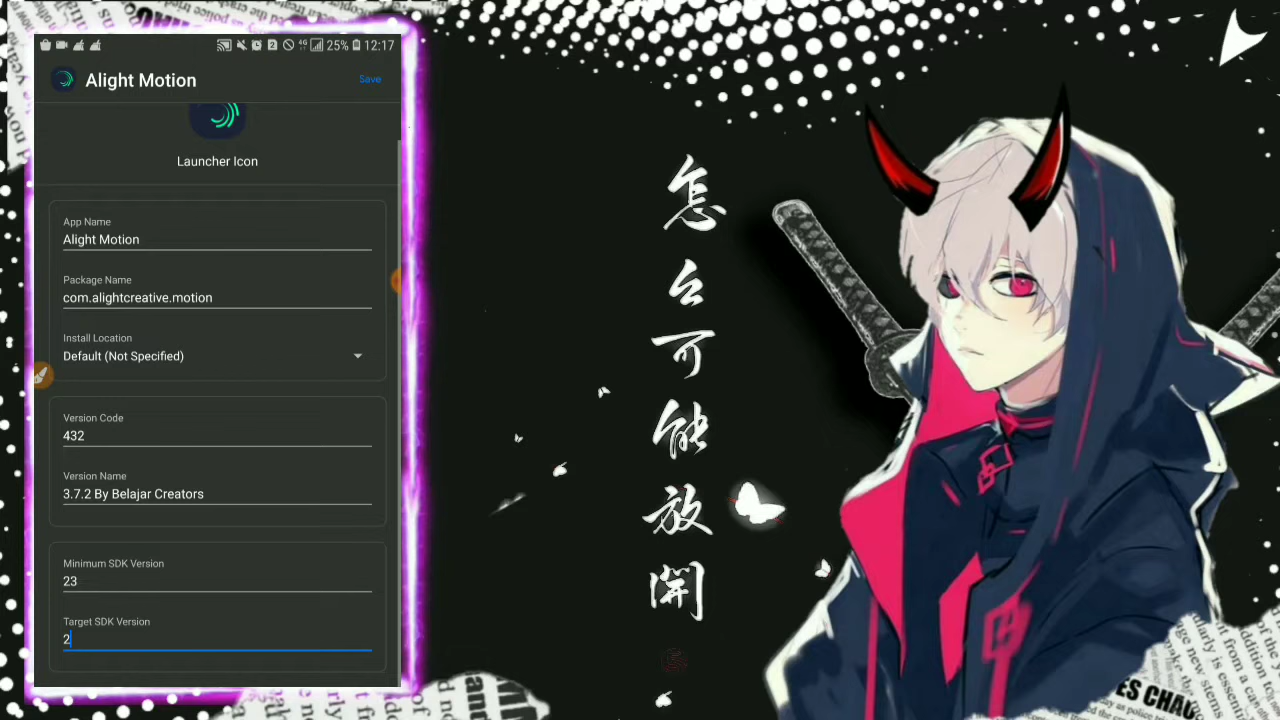 25% 12:17
Alight Motion
Save
Launcher Icon
App Name
Alight Motion
Package Name
com.alightcreative.motion
Install Location
Default (Not Specified)
Version Code
432
Version Name
3.7.2 By Belajar Creators
Minimum SDK Version
23
Target SDK Version
2
怎
么
可
能
放
開
ES CHAU